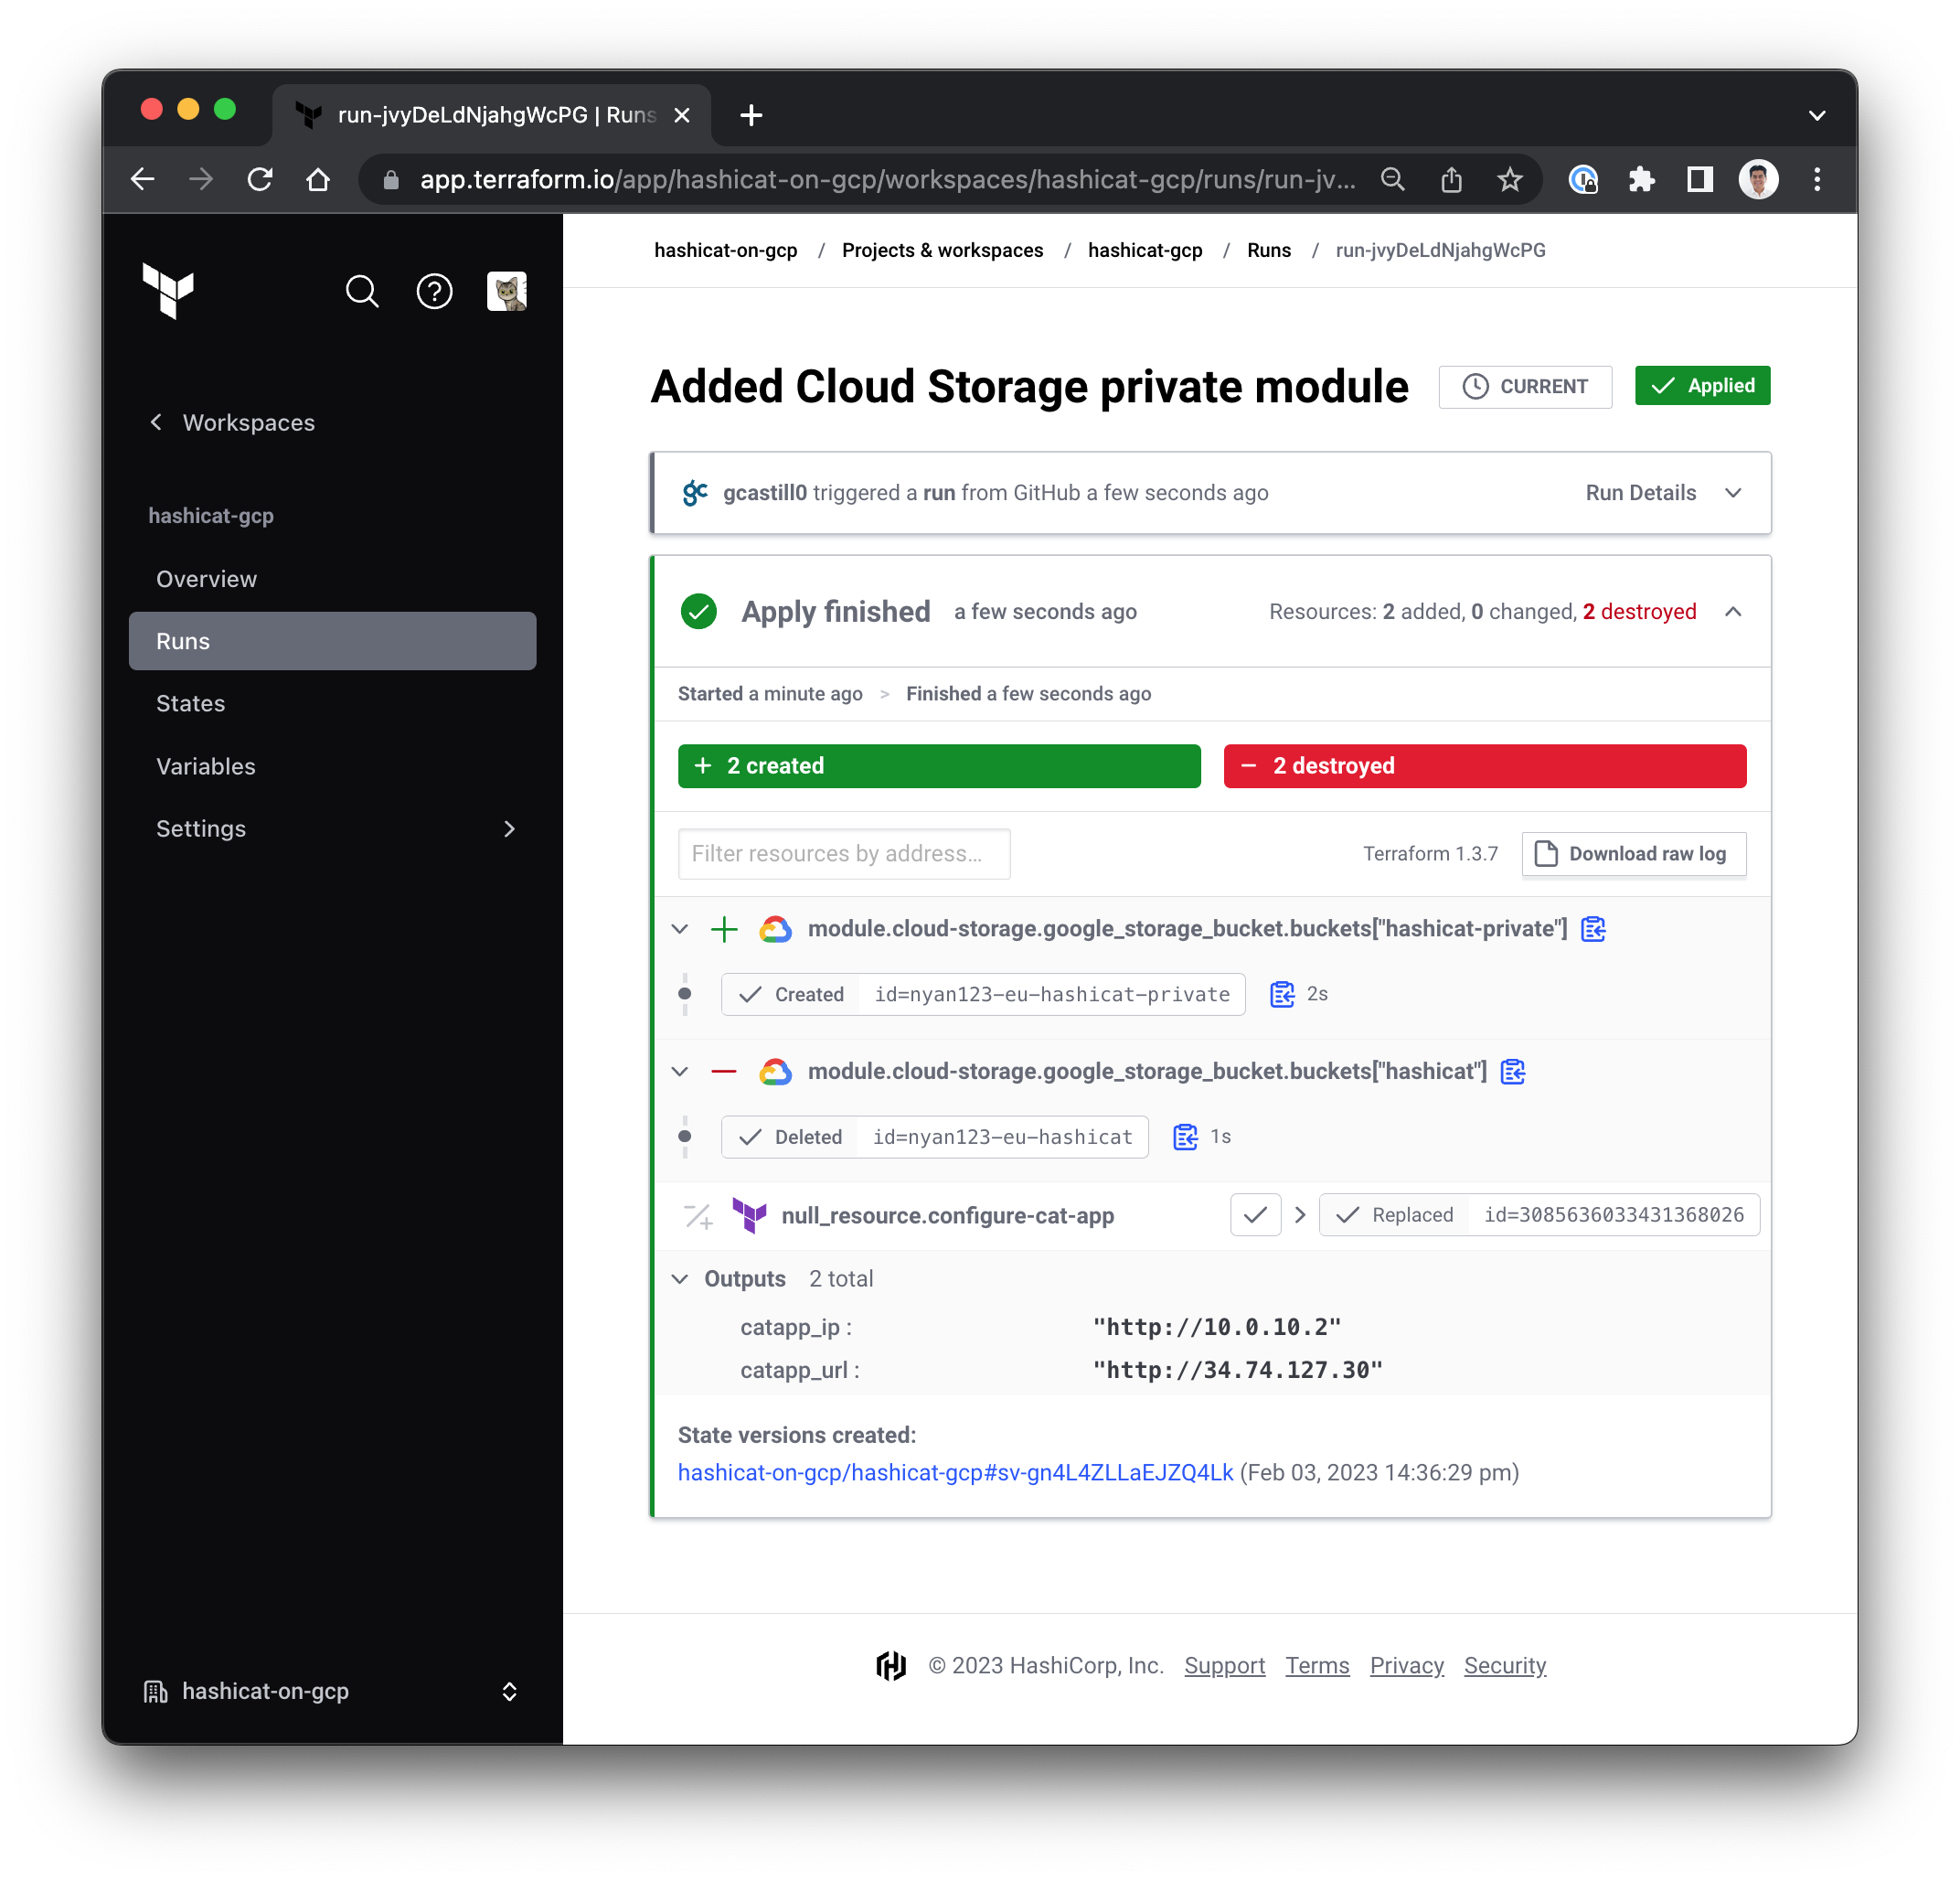 run-jvyDeLdNjahgWcPG | Runs
app.terraform.io/app/hashicat-on-gcp/workspaces/hashicat-gcp/runs/run-jv...
hashicat-on-gcp / Projects & workspaces / hashicat-gcp / Runs / run-jvyDeLdNjahgWcPG
Workspaces
hashicat-gcp
Overview
Runs
States
Variables
Settings
hashicat-on-gcp
Added Cloud Storage private module CURRENT Applied
gc gcastill0 triggered a run from GitHub a few seconds ago Run Details
Apply finished a few seconds ago Resources: 2 added, 0 changed, 2 destroyed
Started a minute ago > Finished a few seconds ago
+ 2 created − 2 destroyed
Filter resources by address... Terraform 1.3.7 Download raw log
module.cloud-storage.google_storage_bucket.buckets["hashicat-private"]
Created id=nyan123-eu-hashicat-private 2s
module.cloud-storage.google_storage_bucket.buckets["hashicat"]
Deleted id=nyan123-eu-hashicat 1s
null_resource.configure-cat-app Replaced id=3085636033431368026
Outputs 2 total
catapp_ip : "http://10.0.10.2"
catapp_url : "http://34.74.127.30"
State versions created:
hashicat-on-gcp/hashicat-gcp#sv-gn4L4ZLLaEJZQ4Lk (Feb 03, 2023 14:36:29 pm)
© 2023 HashiCorp, Inc. Support Terms Privacy Security